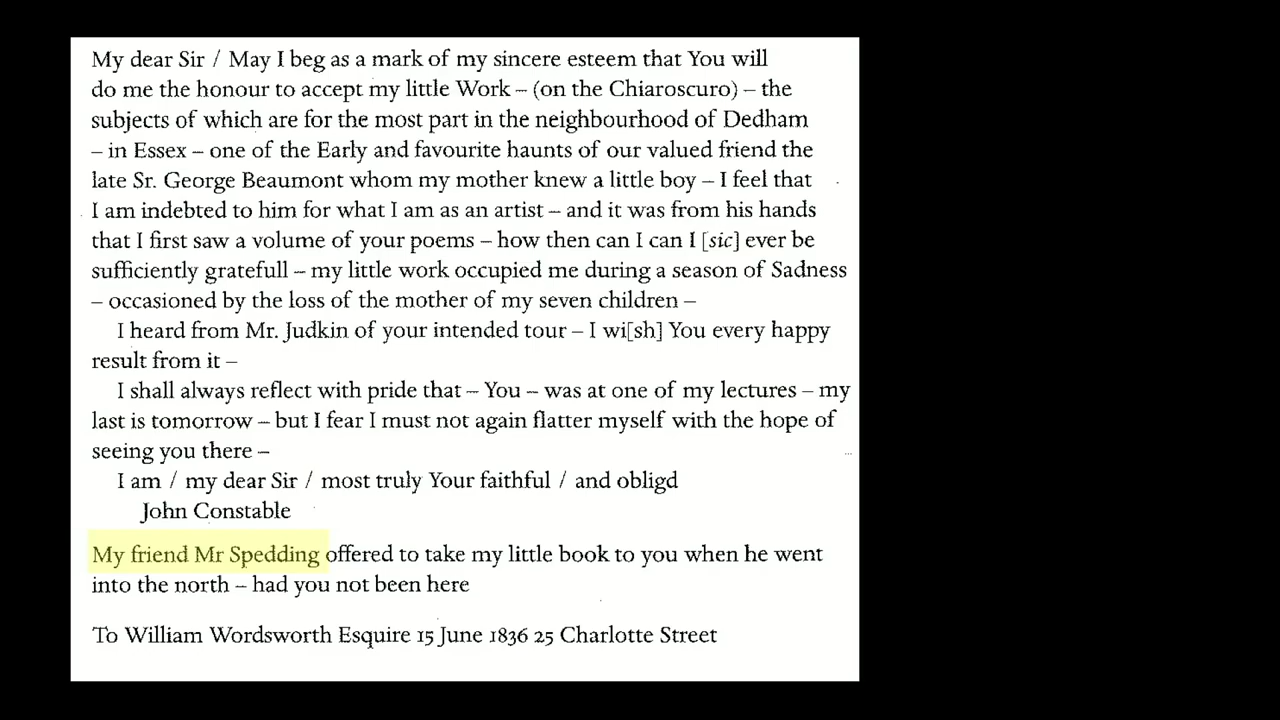 My dear Sir / May I beg as a mark of my sincere esteem that You will
do me the honour to accept my little Work – (on the Chiaroscuro) – the
subjects of which are for the most part in the neighbourhood of Dedham
– in Essex – one of the Early and favourite haunts of our valued friend the
late Sr. George Beaumont whom my mother knew a little boy – I feel that
I am indebted to him for what I am as an artist – and it was from his hands
that I first saw a volume of your poems – how then can I can I [sic] ever be
sufficiently gratefull – my little work occupied me during a season of Sadness
– occasioned by the loss of the mother of my seven children –
I heard from Mr. Judkin of your intended tour – I wi[sh] You every happy
result from it –
I shall always reflect with pride that – You – was at one of my lectures – my
last is tomorrow – but I fear I must not again flatter myself with the hope of
seeing you there –
I am / my dear Sir / most truly Your faithful / and obligd
John Constable
My friend Mr Spedding offered to take my little book to you when he went
into the north – had you not been here
To William Wordsworth Esquire 15 June 1836 25 Charlotte Street